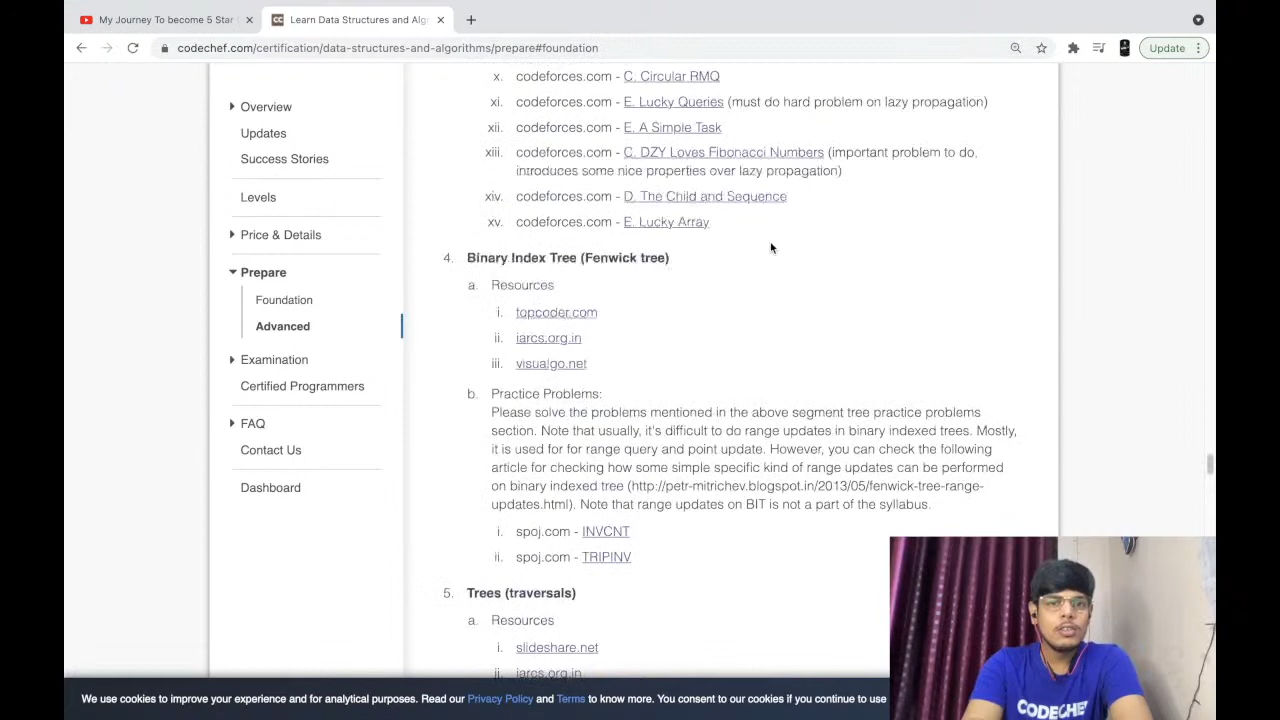 My Journey To become 5 Star
Learn Data Structures and Alg
codechef.com/certification/data-structures-and-algorithms/prepare#foundation
Update
Overview
Updates
Success Stories
Levels
Price & Details
Prepare
Foundation
Advanced
Examination
Certified Programmers
FAQ
Contact Us
Dashboard
x. codeforces.com - C. Circular RMQ
xi. codeforces.com - E. Lucky Queries (must do hard problem on lazy propagation)
xii. codeforces.com - E. A Simple Task
xiii. codeforces.com - C. DZY Loves Fibonacci Numbers (important problem to do,
introduces some nice properties over lazy propagation)
xiv. codeforces.com - D. The Child and Sequence
xv. codeforces.com - E. Lucky Array
4. Binary Index Tree (Fenwick tree)
a. Resources
i. topcoder.com
ii. iarcs.org.in
iii. visualgo.net
b. Practice Problems:
Please solve the problems mentioned in the above segment tree practice problems
section. Note that usually, it's difficult to do range updates in binary indexed trees. Mostly,
it is used for for range query and point update. However, you can check the following
article for checking how some simple specific kind of range updates can be performed
on binary indexed tree (http://petr-mitrichev.blogspot.in/2013/05/fenwick-tree-range-
updates.html). Note that range updates on BIT is not a part of the syllabus.
i. spoj.com - INVCNT
ii. spoj.com - TRIPINV
5. Trees (traversals)
a. Resources
i. slideshare.net
ii. iarcs.org.in
We use cookies to improve your experience and for analytical purposes. Read our Privacy Policy and Terms to know more. You consent to our cookies if you continue to use
CODECHEF